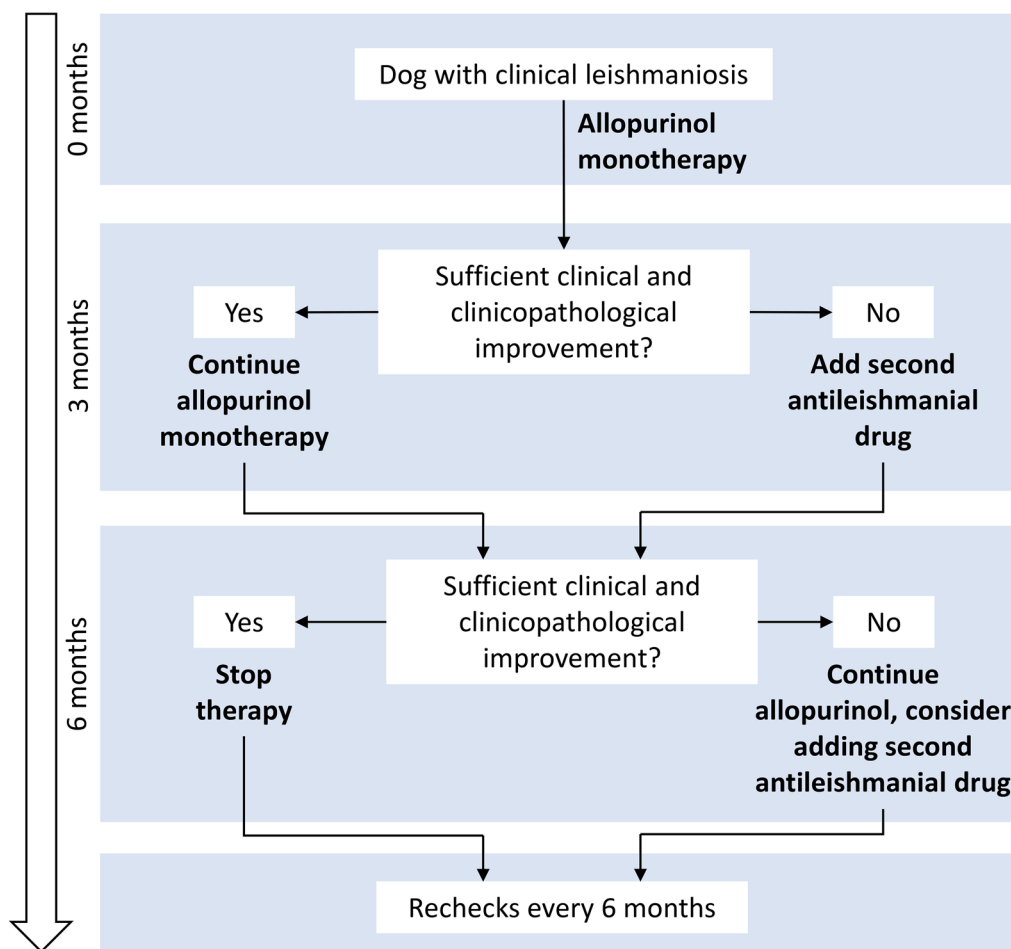 0 months
Dog with clinical leishmaniosis
Allopurinol
monotherapy
3 months
Sufficient clinical and
clinicopathological
improvement?
Yes
Continue
allopurinol
monotherapy
No
Add second
antileishmanial
drug
6 months
Sufficient clinical and
clinicopathological
improvement?
Yes
Stop
therapy
No
Continue
allopurinol, consider
adding second
antileishmanial drug
Rechecks every 6 months